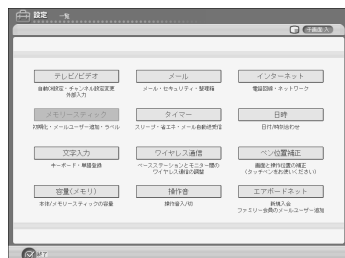 設定 一覧
子画面 入
テレビ/ビデオ メール インターネット
自動CH設定・チャンネル設定変更 メール・セキュリティ・整理箱 電話回線・ネットワーク
外部入力
メモリースティック タイマー 日時
初期化・メールユーザー追加・ラベル スリープ・省エネ・メール自動送受信 日付/時刻合わせ
文字入力 ワイヤレス通信 ペン位置補正
キーボード・単語登録 ベースステーションとモニター間の 画面と操作位置の補正
ワイヤレス通信の調整 (タッチペンをお使いください)
容量(メモリ) 操作音 エアボードネット
本体/メモリースティックの容量 操作音入/切 新規入会
ファミリー会員のメールユーザー追加
終了